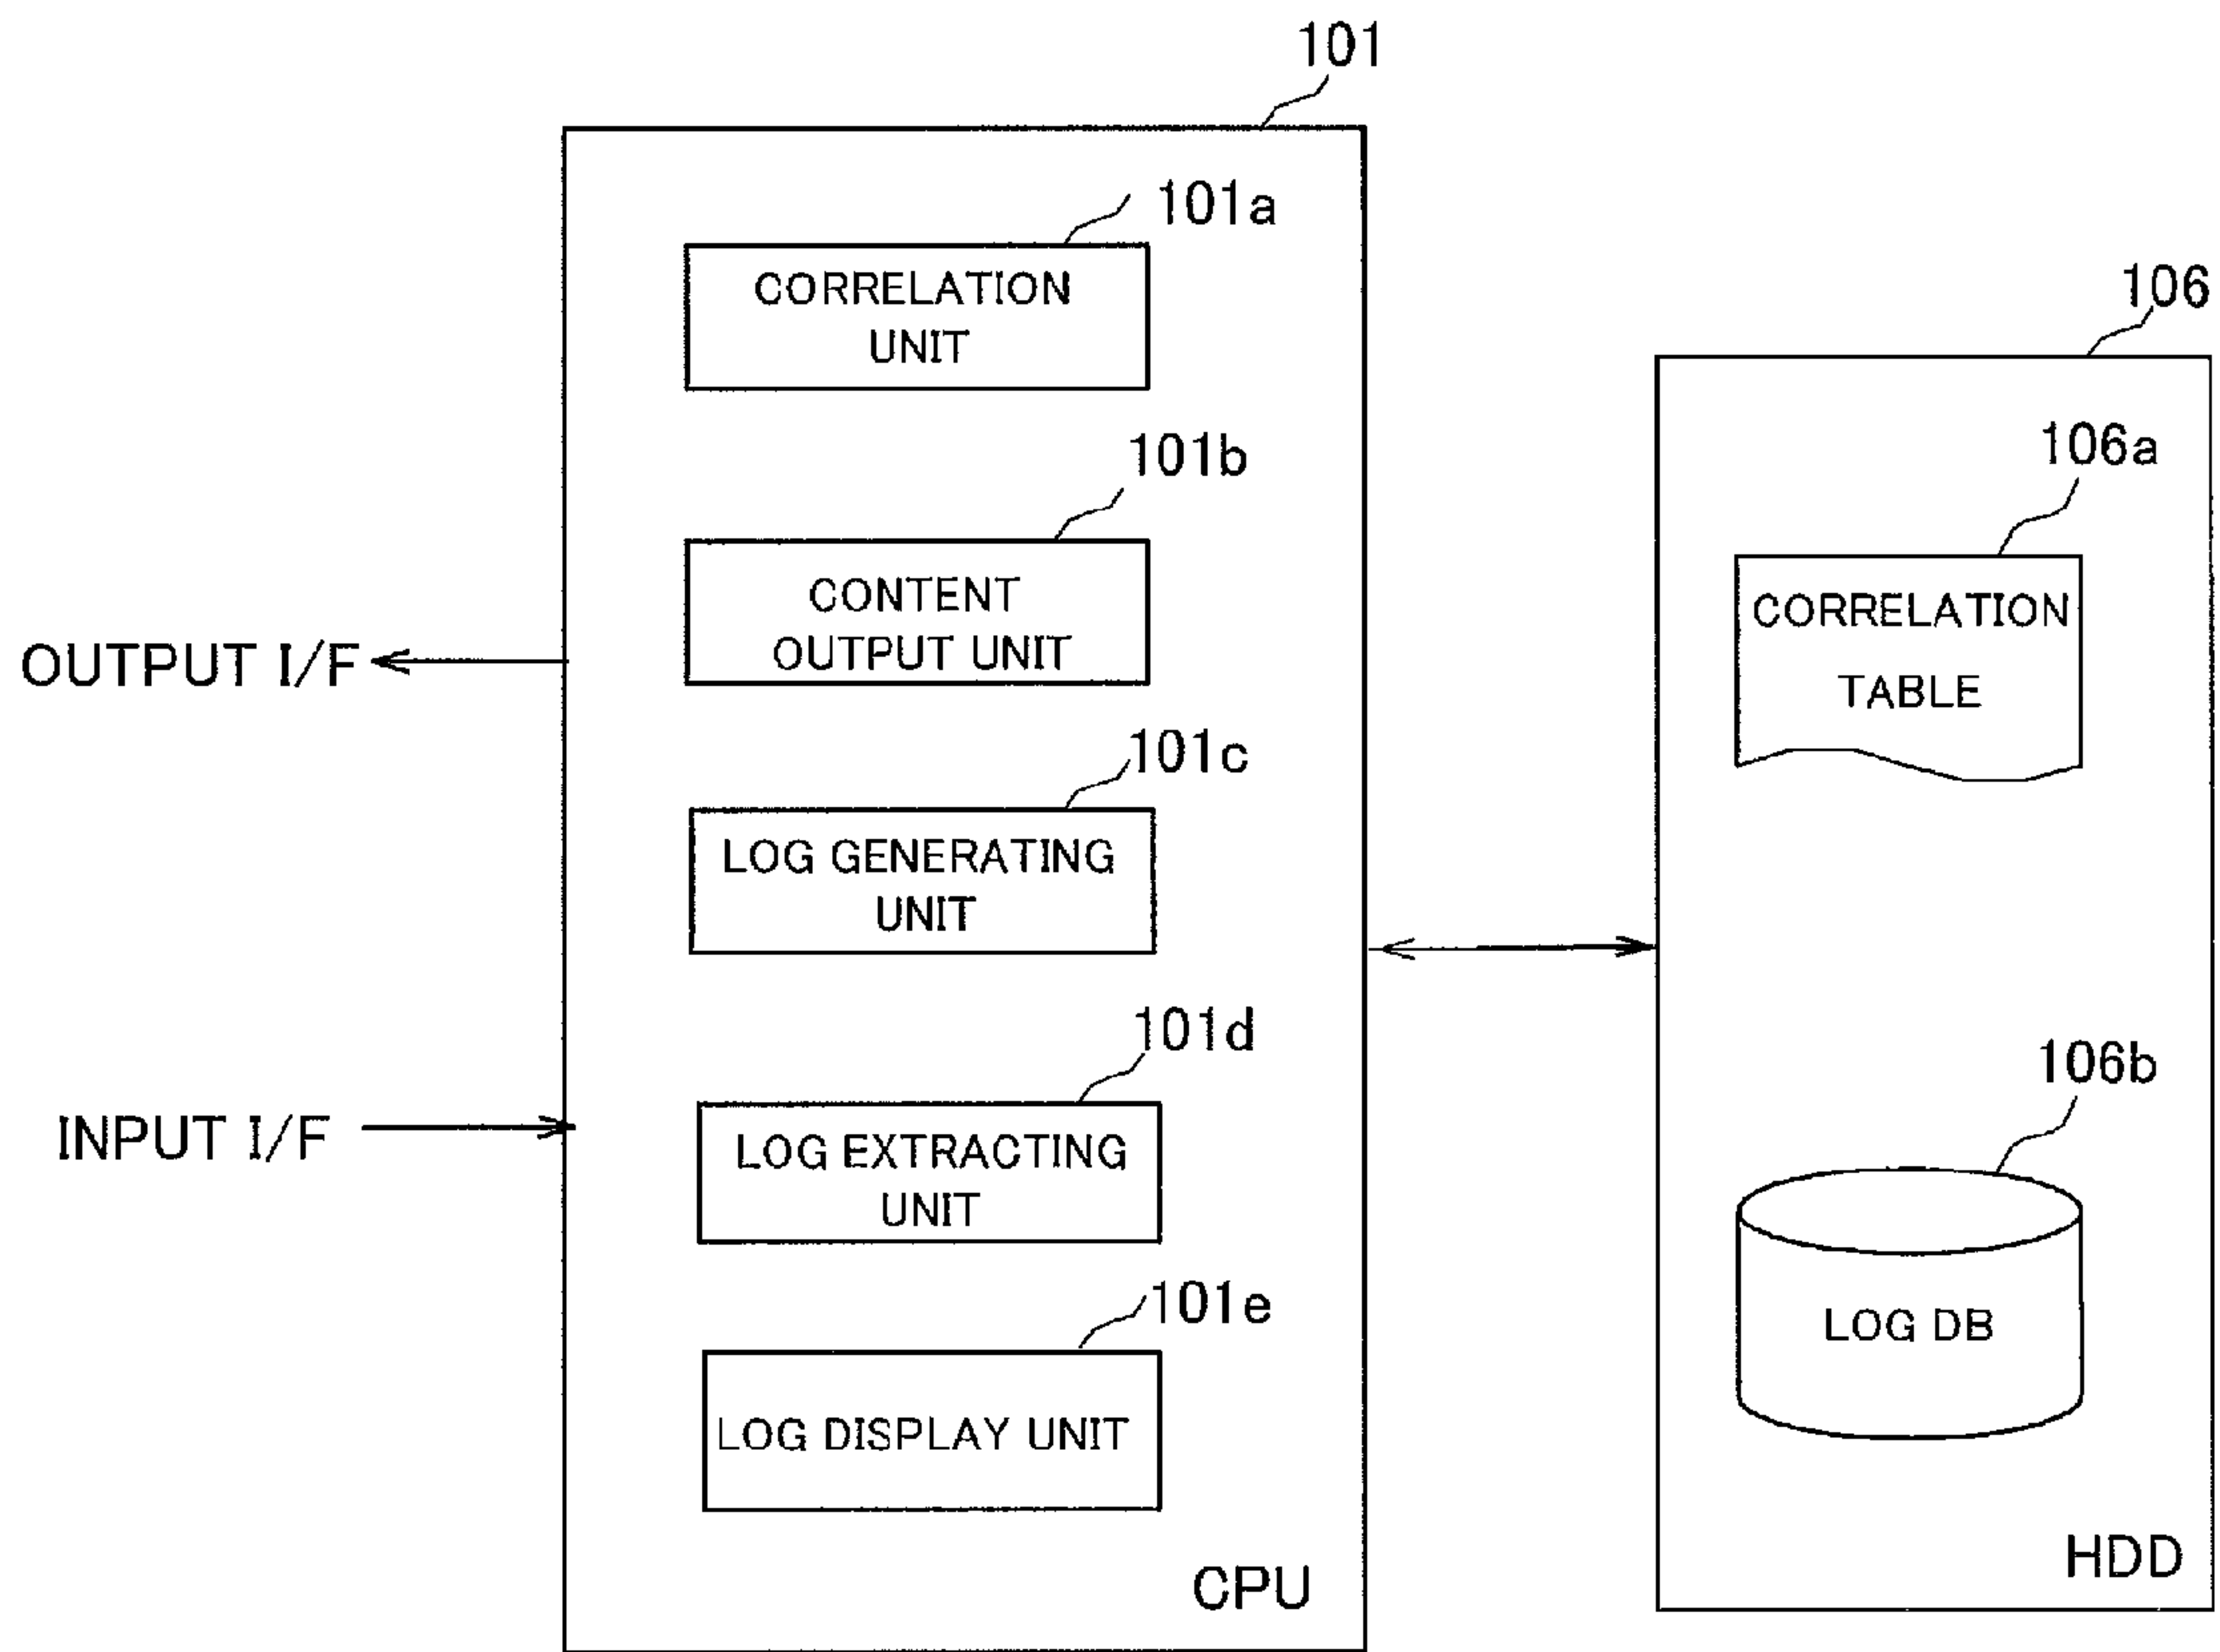 101
101a
CORRELATION
UNIT
101b
CONTENT
OUTPUT UNIT
101c
LOG GENERATING
UNIT
101d
LOG EXTRACTING
UNIT
101e
LOG DISPLAY UNIT
CPU
OUTPUT I/F
INPUT I/F
106
106a
CORRELATION
TABLE
106b
LOG DB
HDD